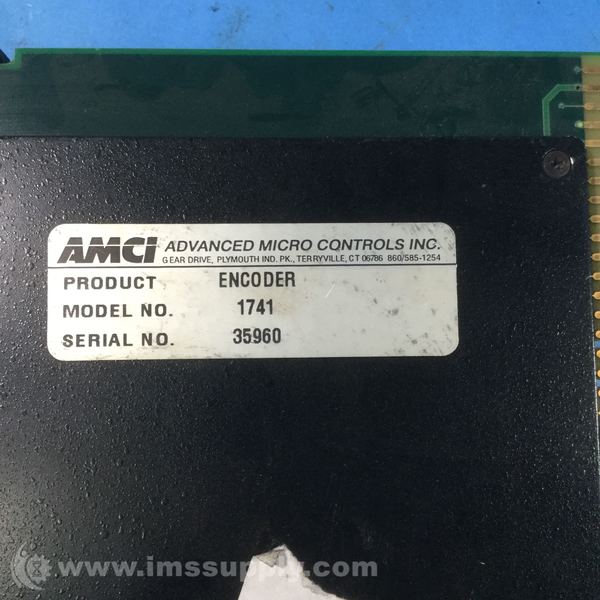 AMCI ADVANCED MICRO CONTROLS INC.
GEAR DRIVE, PLYMOUTH IND. PK., TERRYVILLE, CT 06786 860/585-1254
PRODUCT ENCODER
MODEL NO. 1741
SERIAL NO. 35960
www.imssupply.com